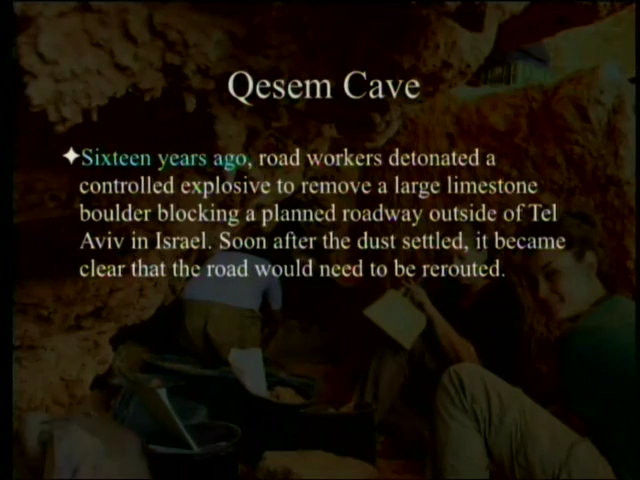 Qesem Cave
✦Sixteen years ago, road workers detonated a
controlled explosive to remove a large limestone
boulder blocking a planned roadway outside of Tel
Aviv in Israel. Soon after the dust settled, it became
clear that the road would need to be rerouted.